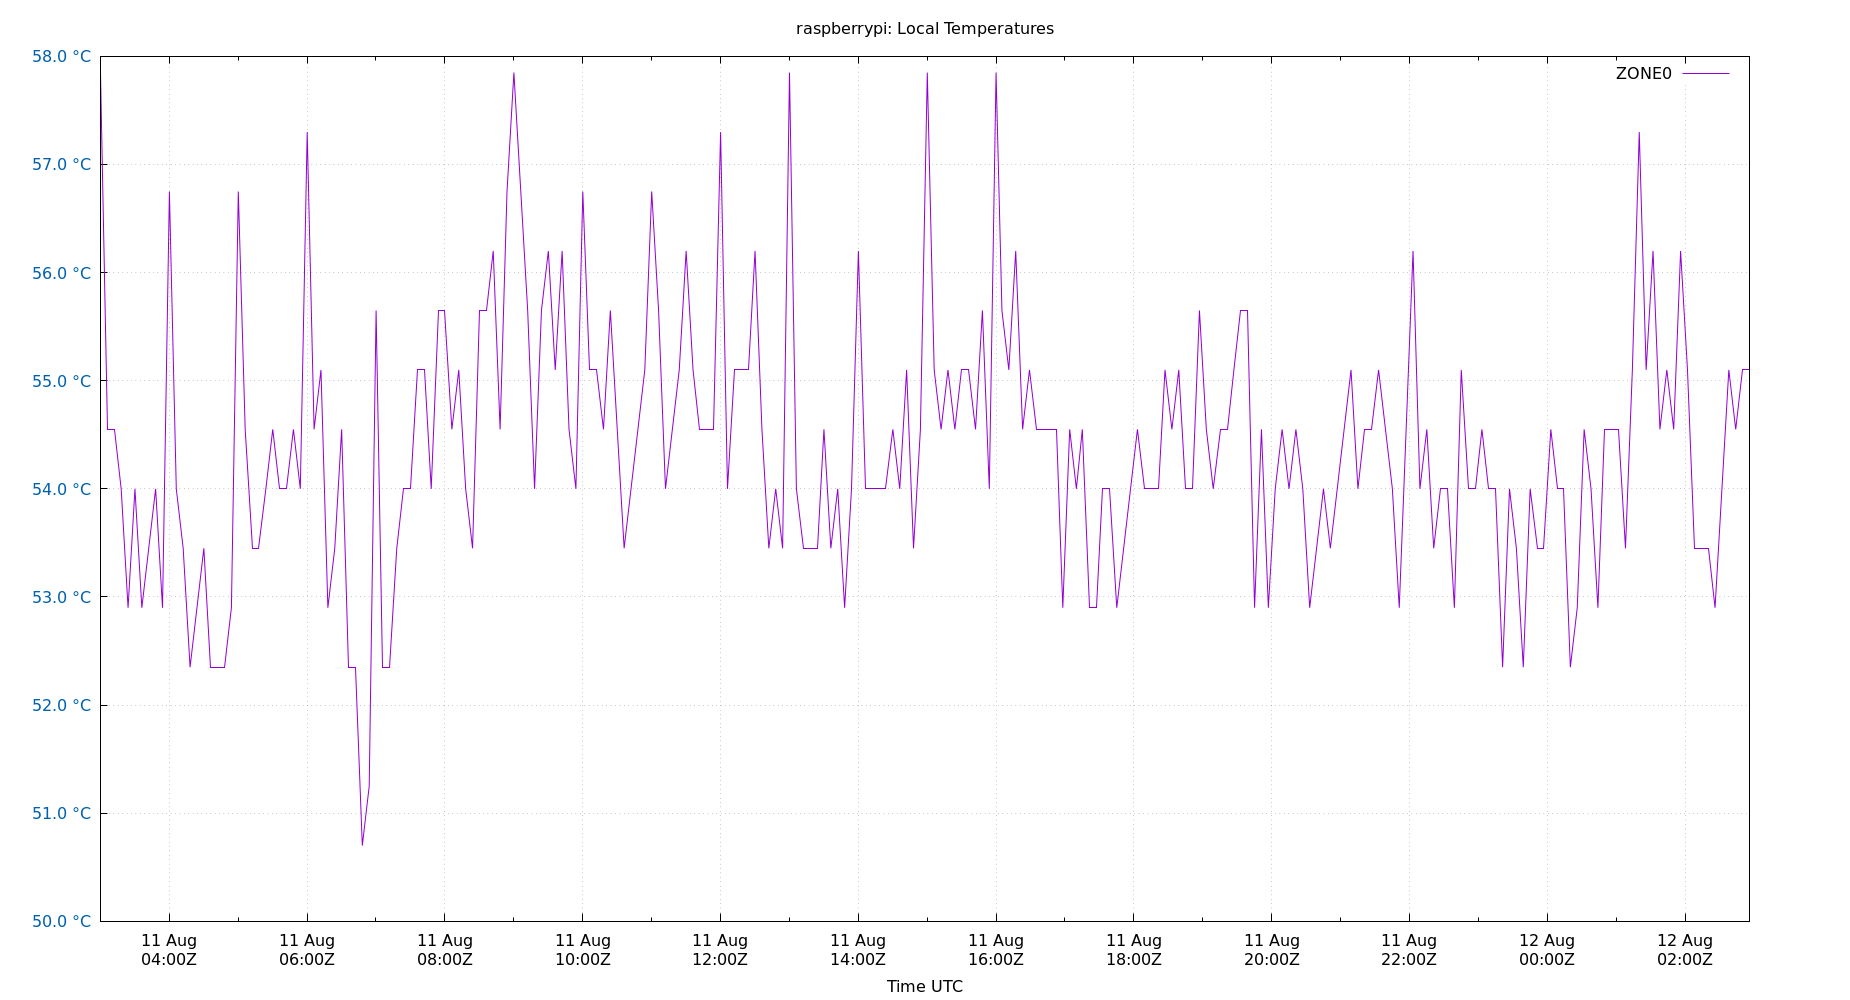 raspberrypi: Local Temperatures
58.0 °C
ZONE0
57.0 °C
56.0 °C
55.0 °C
54.0 °C
53.0 °C
52.0 °C
51.0 °C
50.0 °C
11 Aug 11 Aug 11 Aug 11 Aug 11 Aug 11 Aug 11 Aug 11 Aug 11 Aug 11 Aug 12 Aug 12 Aug
04:00Z 06:00Z 08:00Z 10:00Z 12:00Z 14:00Z 16:00Z 18:00Z 20:00Z 22:00Z 00:00Z 02:00Z
Time UTC